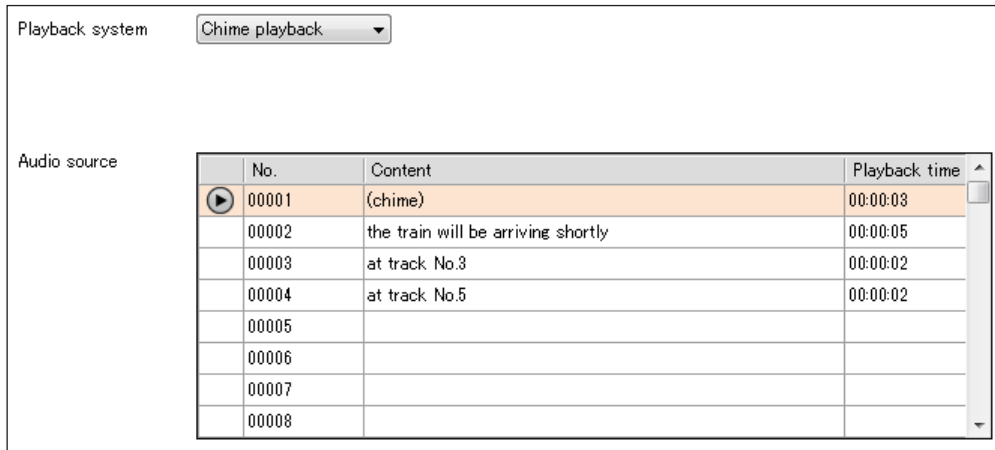 Playback system Chime playback
Audio source
No. Content Playback time
00001 (chime) 00:00:03
00002 the train will be arriving shortly 00:00:05
00003 at track No.3 00:00:02
00004 at track No.5 00:00:02
00005
00006
00007
00008